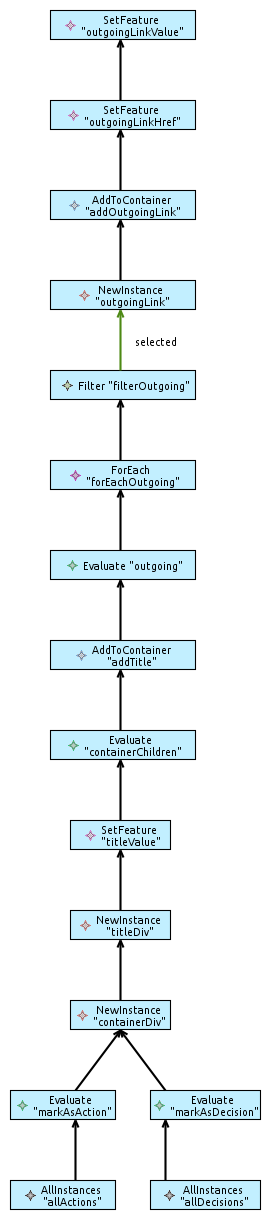 SetFeature
"outgoingLinkValue"
SetFeature
"outgoingLinkHref"
AddToContainer
"addOutgoingLink"
NewInstance
"outgoingLink"
selected
Filter "filterOutgoing"
ForEach
"forEachOutgoing"
Evaluate "outgoing"
AddToContainer
"addTitle"
Evaluate
"containerChildren"
SetFeature
"titleValue"
NewInstance
"titleDiv"
NewInstance
"containerDiv"
Evaluate
"markAsAction"
Evaluate
"markAsDecision"
AllInstances
"allActions"
AllInstances
"allDecisions"